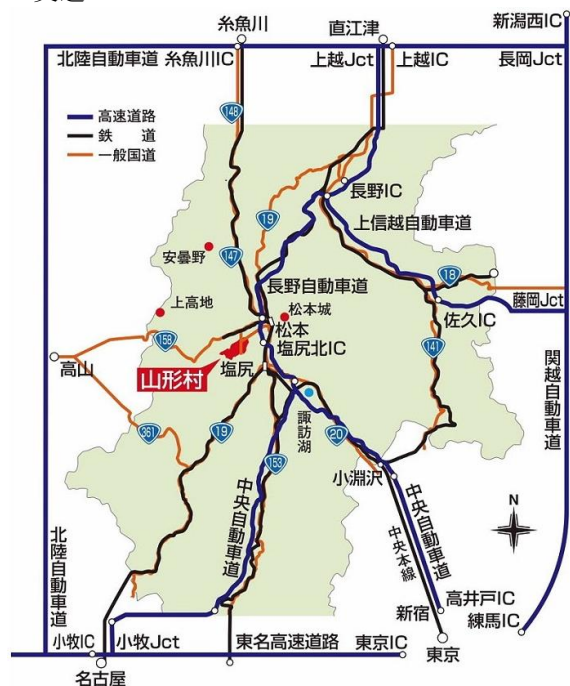 糸魚川
直江津
新潟西IC
北陸自動車道
糸魚川IC
上越Jct
上越IC
長岡Jct
高速道路
鉄　道
一般国道
148
長野IC
19
上信越自動車道
安曇野
147
18
長野自動車道
上高地
松本城
藤岡Jct
佐久IC
松本
158
塩尻北IC
141
高山
山形村
塩尻
関越自動車道
諏訪湖
361
19
20
153
小淵沢
N
中央自動車道
中央自動車道
中央本線
北陸自動車道
新宿
高井戸IC
練馬IC
小牧IC
小牧Jct
東名高速道路
東京IC
東京
名古屋